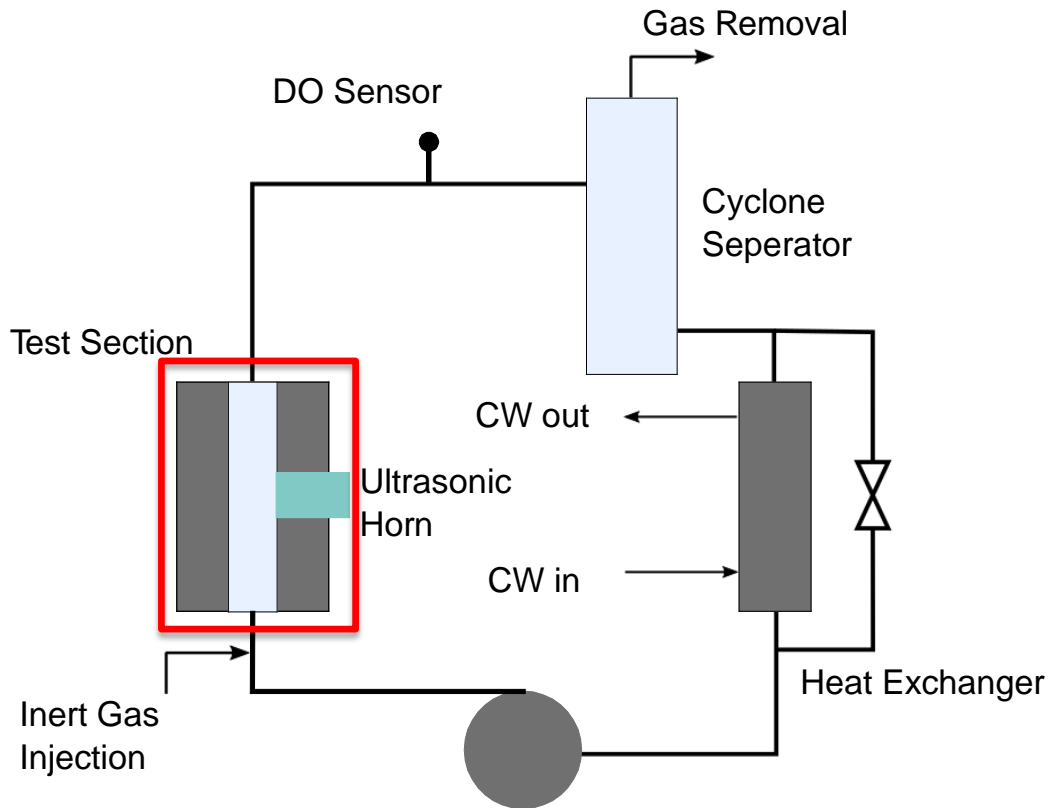 Gas Removal
DO Sensor
Cyclone
Seperator
Test Section
CW out
Ultrasonic
Horn
CW in
Heat Exchanger
Inert Gas
Injection